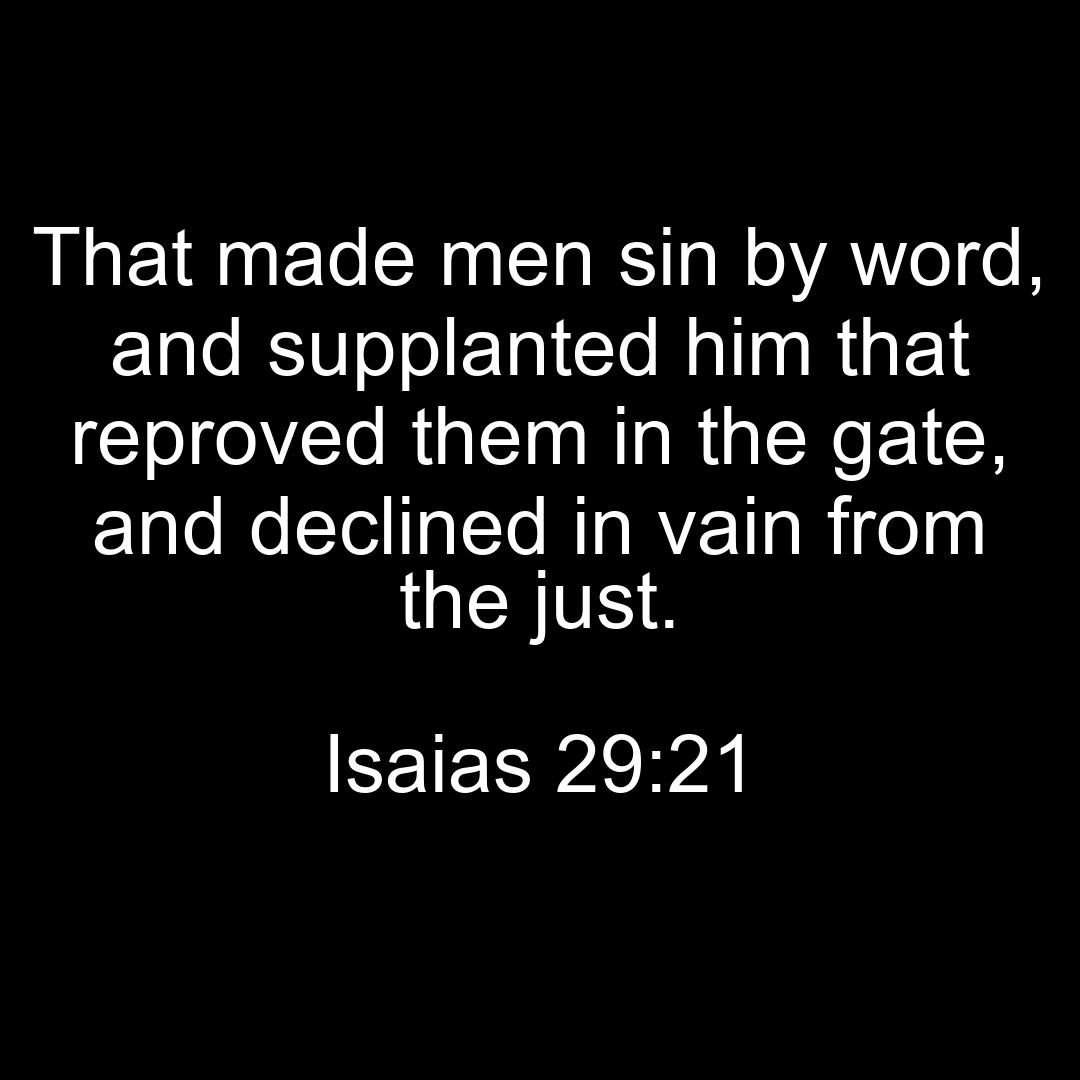 That made men sin by word,
and supplanted him that
reproved them in the gate,
and declined in vain from
the just.
Isaias 29:21